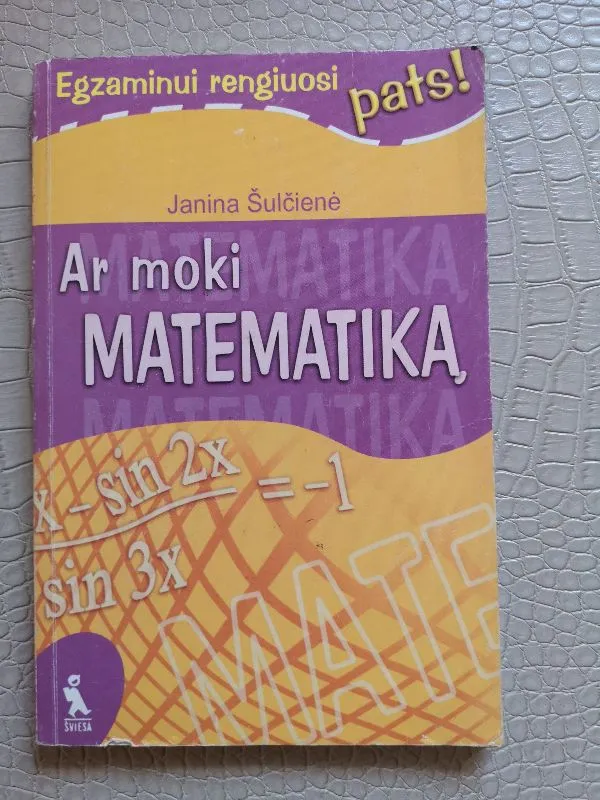 Egzaminui rengiuosi pats!
Janina Šulčienė
MATEMATIKĄ
Ar moki
MATEMATIKĄ
MATEMATIKĄ
x - sin 2x
= -1
sin 3x
MATE
ŠVIESA